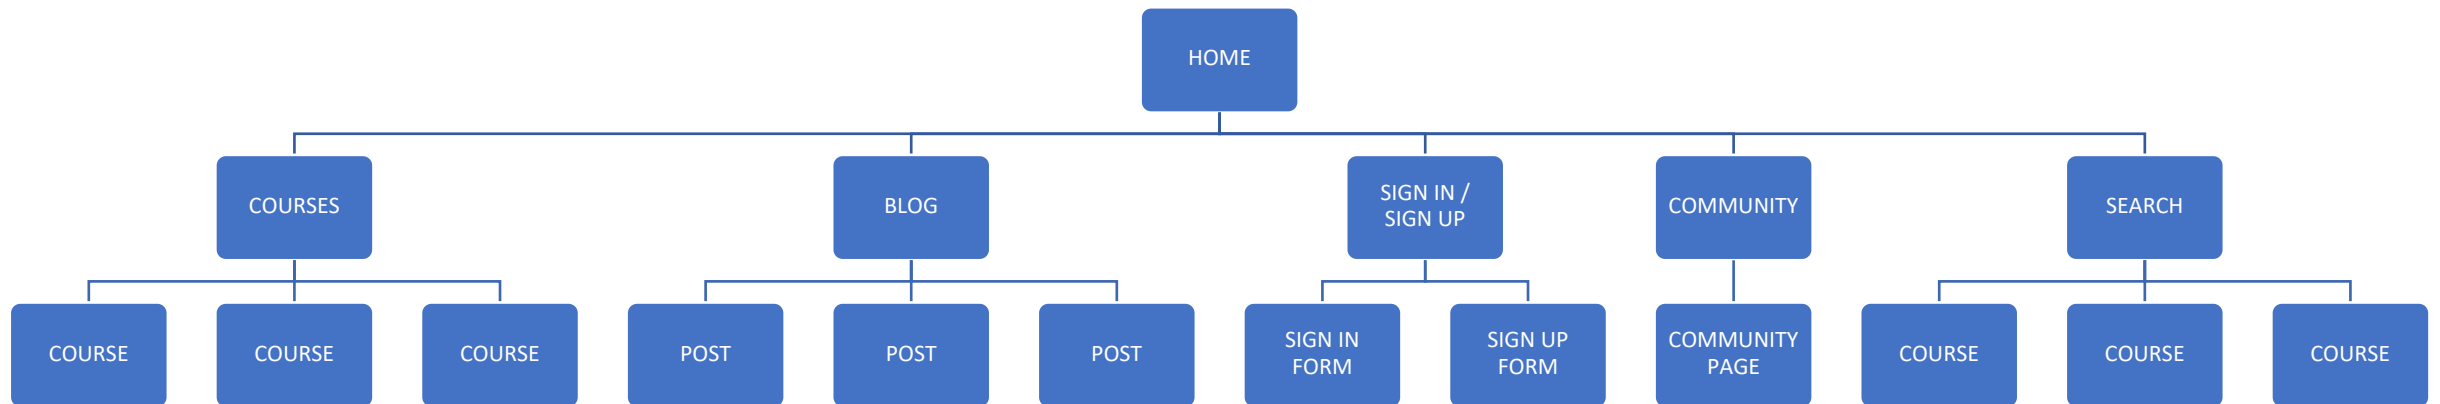 HOME
COURSES
BLOG
SIGN IN /
SIGN UP
COMMUNITY
SEARCH
COURSE
COURSE
COURSE
POST
POST
POST
SIGN IN
FORM
SIGN UP
FORM
COMMUNITY
PAGE
COURSE
COURSE
COURSE